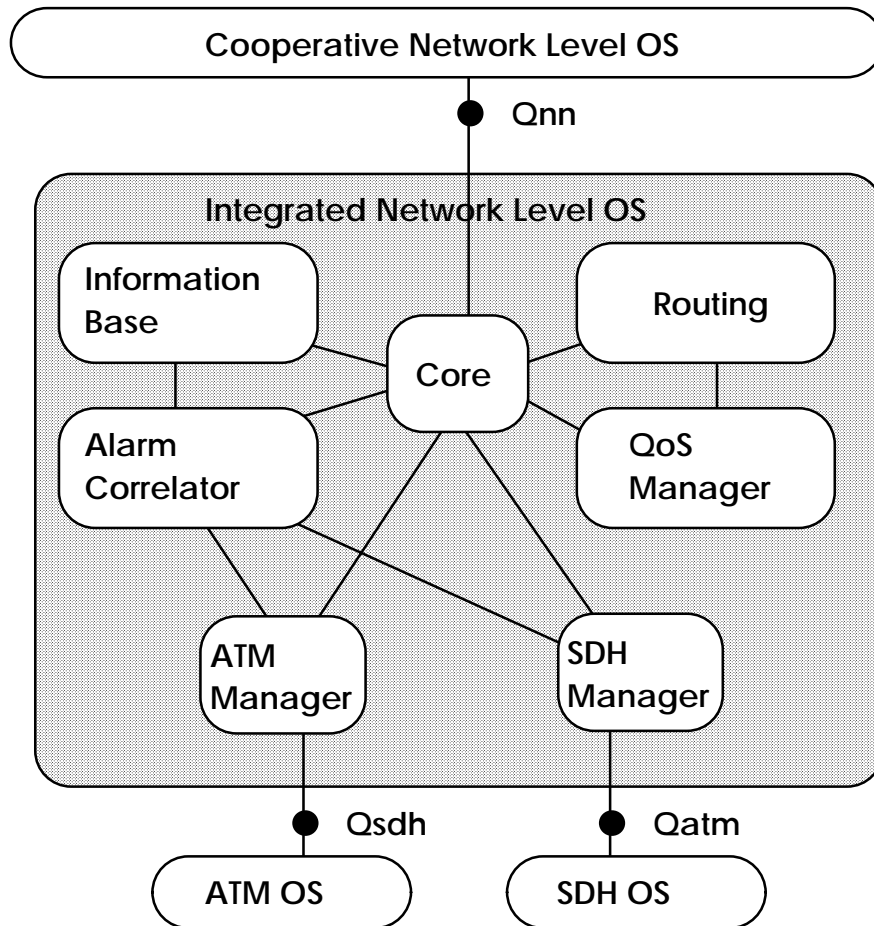 Cooperative Network Level OS
Qnn
Integrated Network Level OS
Information
Base
Routing
Core
Alarm
Correlator
QoS
Manager
ATM
Manager
SDH
Manager
Qsdh
Qatm
ATM OS
SDH OS